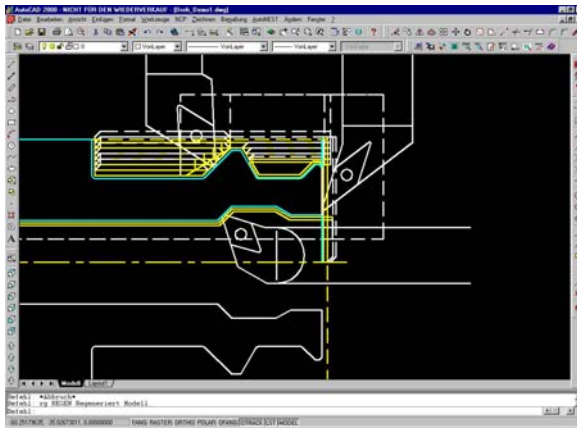 AutoCAD 2000 - NICHT FÜR DEN WIEDERVERKAUF - [Dreh_Demo1.dwg]
Datei Bearbeiten Ansicht Einfügen Format Werkzeuge NCP Zeichnen Bemaßung AutoREST Ändern Fenster ?
0 VonLayer VonLayer VonLayer
Modell Layout1
Befehl: *Abbruch*
Befehl: rg REGEN Regeneriert Modell.
Befehl:
FANG RASTER ORTHO POLAR OFANG OTRACK LST MODELL